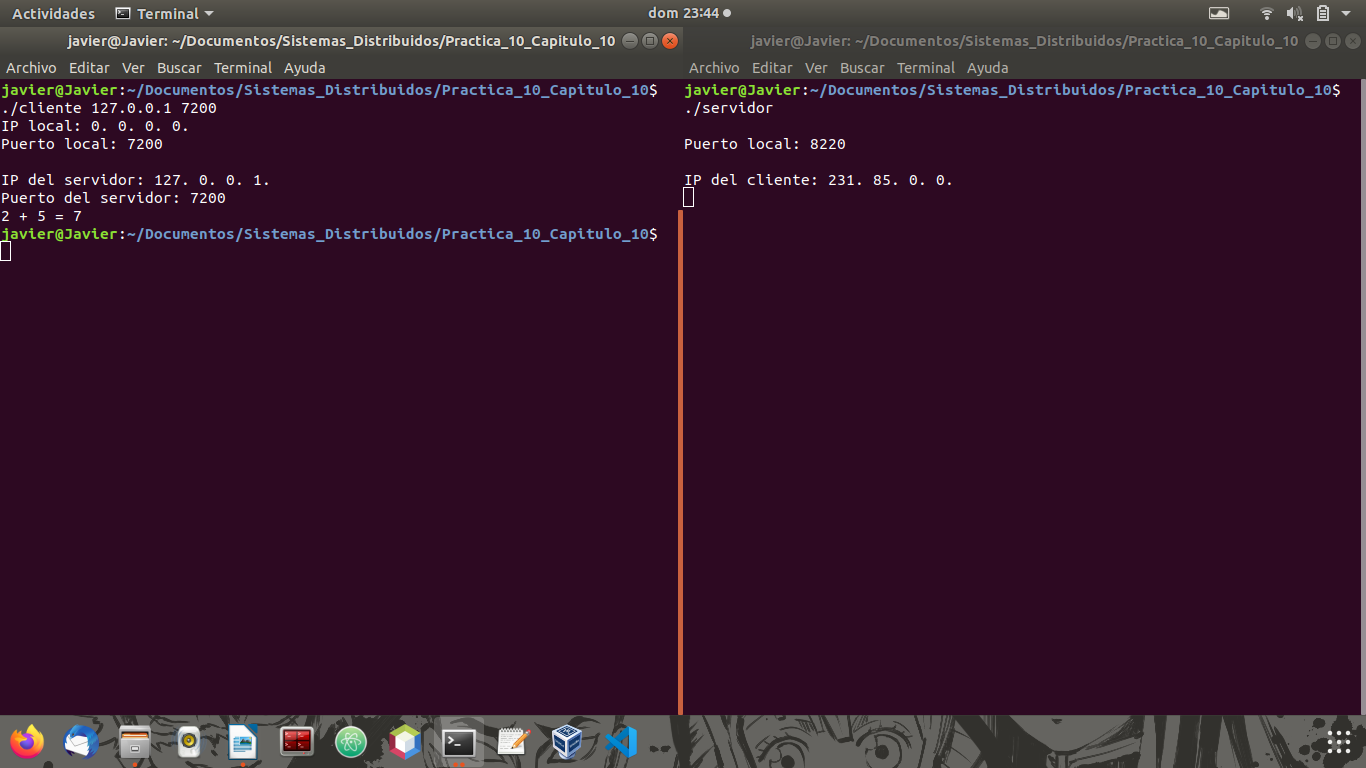 Actividades Terminal dom 23:44
javier@Javier: ~/Documentos/Sistemas_Distribuidos/Practica_10_Capitulo_10
Archivo Editar Ver Buscar Terminal Ayuda
javier@Javier:~/Documentos/Sistemas_Distribuidos/Practica_10_Capitulo_10$
./cliente 127.0.0.1 7200
IP local: 0. 0. 0. 0.
Puerto local: 7200
IP del servidor: 127. 0. 0. 1.
Puerto del servidor: 7200
2 + 5 = 7
javier@Javier:~/Documentos/Sistemas_Distribuidos/Practica_10_Capitulo_10$
javier@Javier: ~/Documentos/Sistemas_Distribuidos/Practica_10_Capitulo_10
Archivo Editar Ver Buscar Terminal Ayuda
javier@Javier:~/Documentos/Sistemas_Distribuidos/Practica_10_Capitulo_10$
./servidor
Puerto local: 8220
IP del cliente: 231. 85. 0. 0.